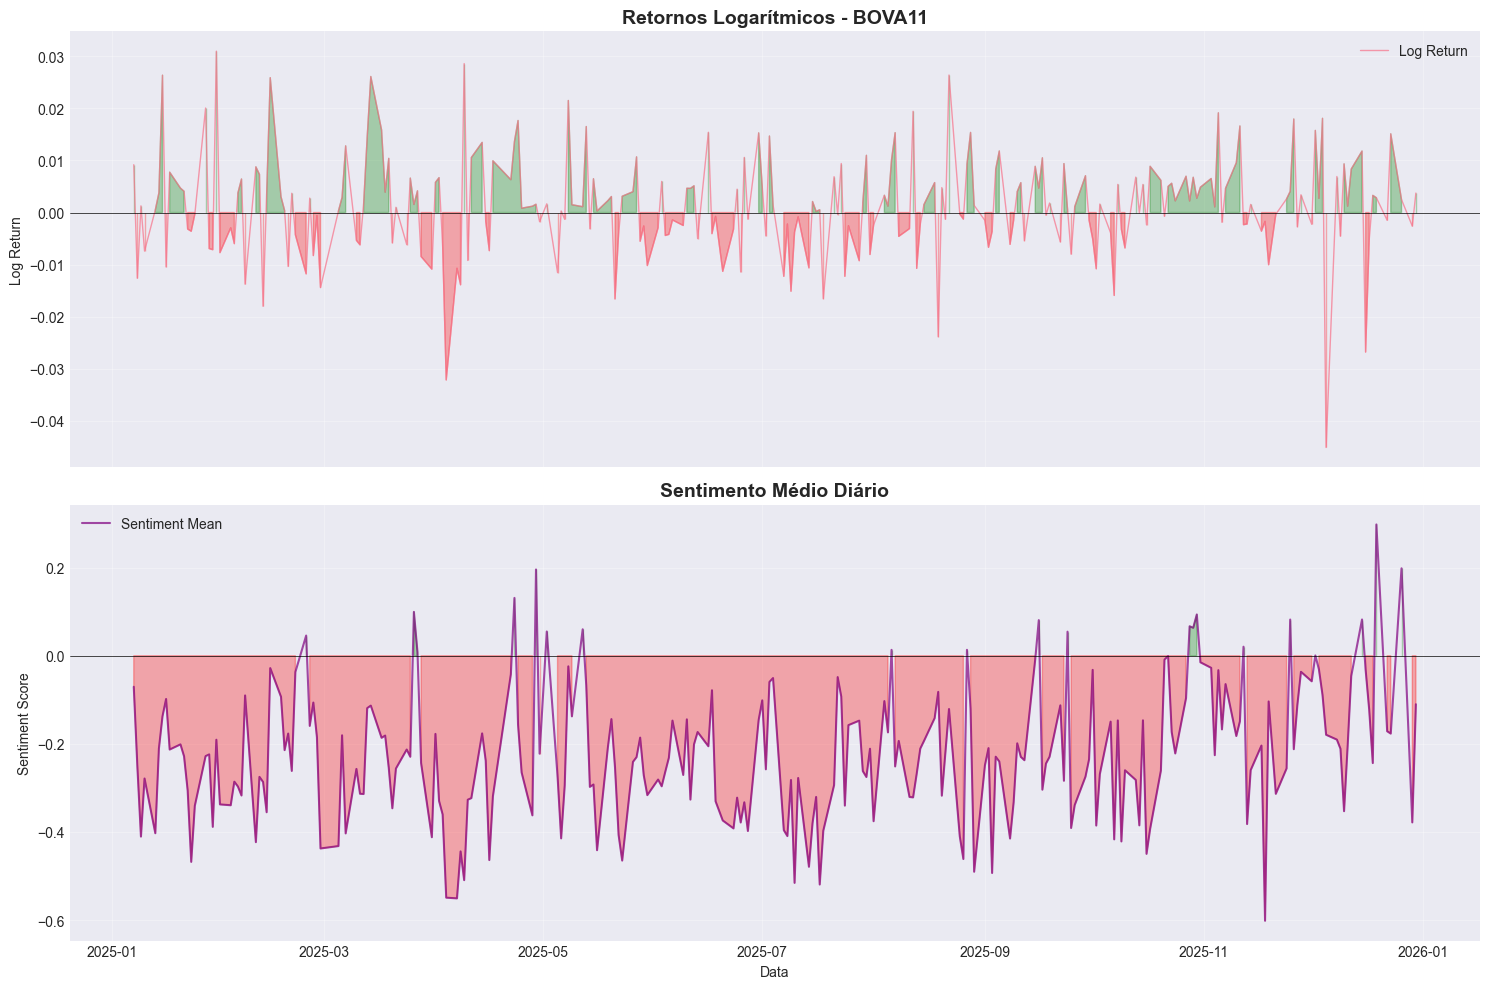 Retornos Logarítmicos - BOVA11
Log Return
0.03
0.02
0.01
0.00
−0.01
−0.02
−0.03
−0.04
Log Return
Sentimento Médio Diário
Sentiment Mean
0.2
0.0
−0.2
−0.4
−0.6
Sentiment Score
2025-01 2025-03 2025-05 2025-07 2025-09 2025-11 2026-01
Data